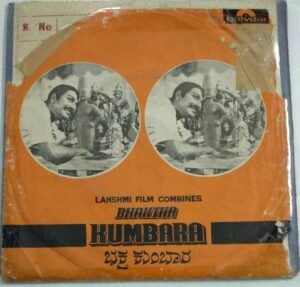 R. No
Polydor
LAKSHMI FILM COMBINES
BHAKTHA
KUMBARA
ಭಕ್ತ ಕುಂಬಾರ